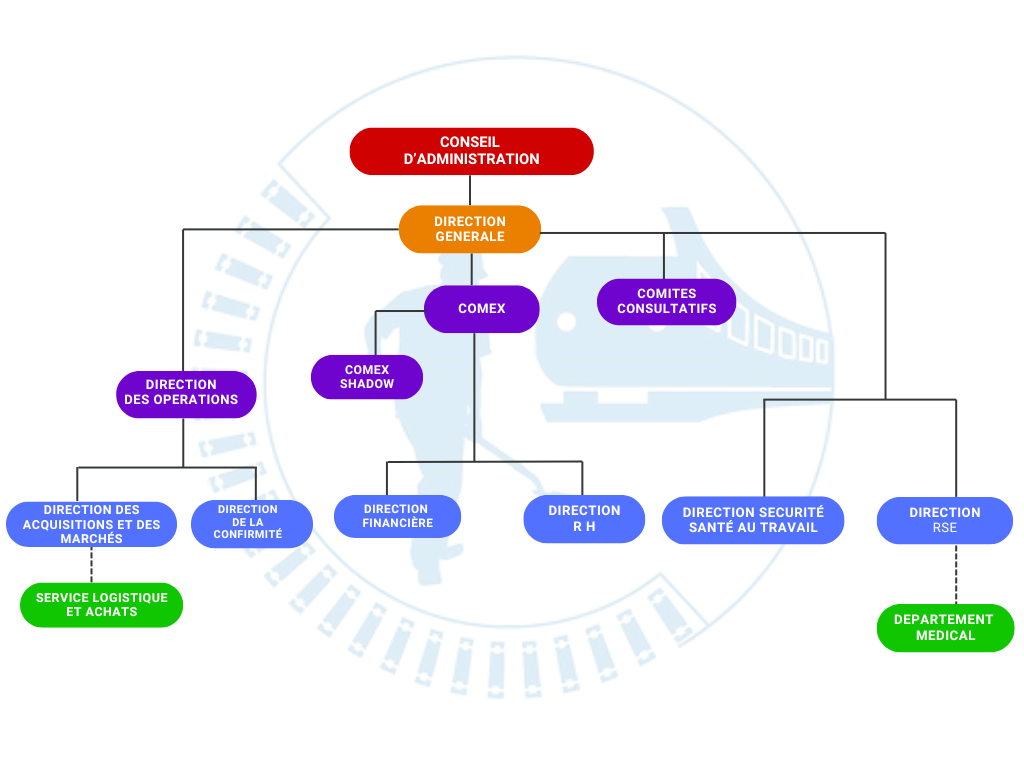 CONSEIL
D’ADMINISTRATION
DIRECTION
GENERALE
COMEX
COMITES
CONSULTATIFS
COMEX
SHADOW
DIRECTION
DES OPERATIONS
DIRECTION DES
ACQUISITIONS ET DES
MARCHÉS
DIRECTION
DE LA
CONFIRMITÉ
DIRECTION
FINANCIÈRE
DIRECTION
R H
DIRECTION SECURITÉ
SANTÉ AU TRAVAIL
DIRECTION
RSE
SERVICE LOGISTIQUE
ET ACHATS
DEPARTEMENT
MEDICAL